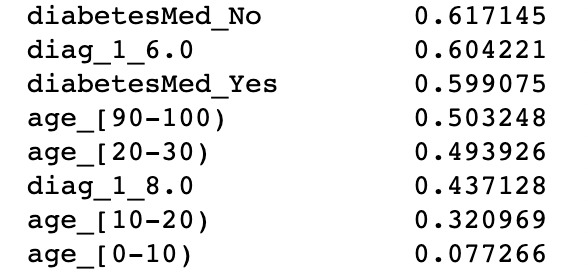 diabetesMed_No 0.617145
diag_1_6.0 0.604221
diabetesMed_Yes 0.599075
age_[90-100) 0.503248
age_[20-30) 0.493926
diag_1_8.0 0.437128
age_[10-20) 0.320969
age_[0-10) 0.077266